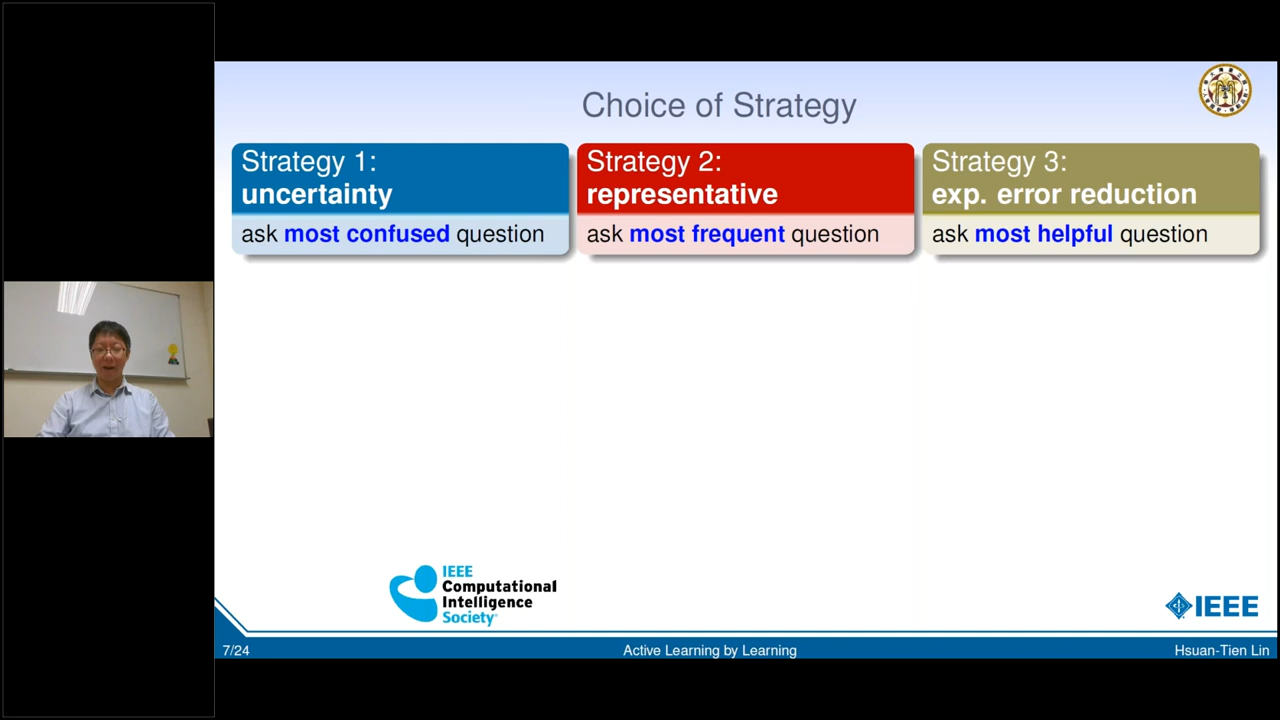 Choice of Strategy
Strategy 1:
uncertainty
ask most confused question
Strategy 2:
representative
ask most frequent question
Strategy 3:
exp. error reduction
ask most helpful question
IEEE
Computational
Intelligence
Society
IEEE
7/24
Active Learning by Learning
Hsuan-Tien Lin